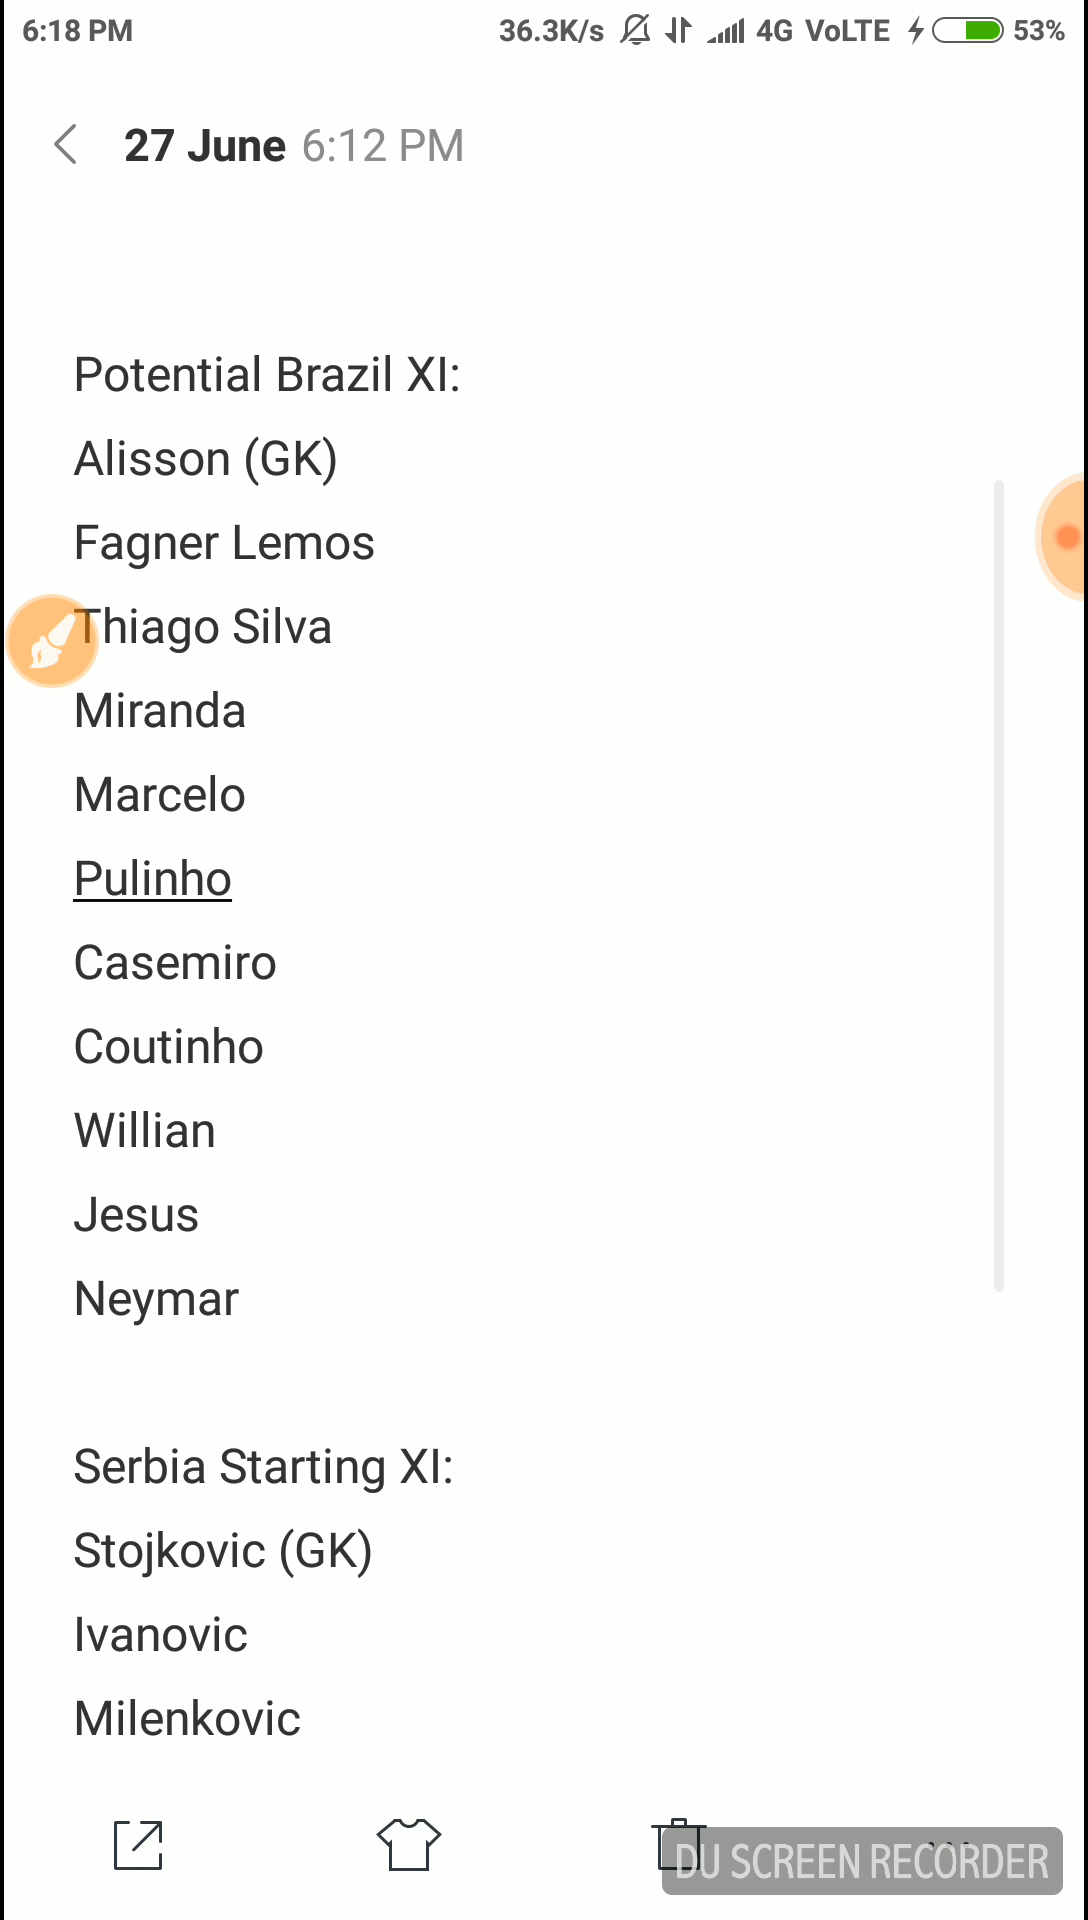 6:18 PM 36.3K/s 4G VoLTE 53%
27 June 6:12 PM
Potential Brazil XI:
Alisson (GK)
Fagner Lemos
Thiago Silva
Miranda
Marcelo
Pulinho
Casemiro
Coutinho
Willian
Jesus
Neymar
Serbia Starting XI:
Stojkovic (GK)
Ivanovic
Milenkovic
DU SCREEN RECORDER